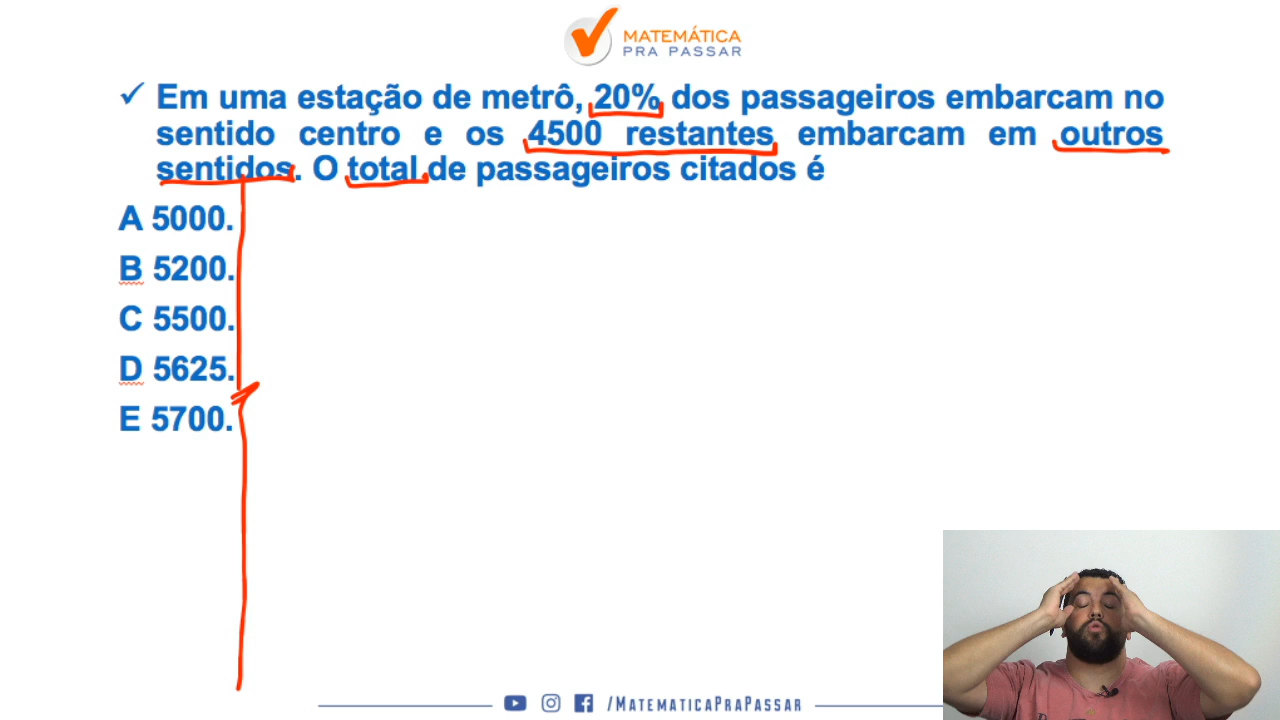 MATEMÁTICA
PRA PASSAR
✓ Em uma estação de metrô, 20% dos passageiros embarcam no
sentido centro e os 4500 restantes embarcam em outros
sentidos. O total de passageiros citados é
A 5000.
B 5200.
C 5500.
D 5625.
E 5700.
/MATEMATICAPRAPASSAR